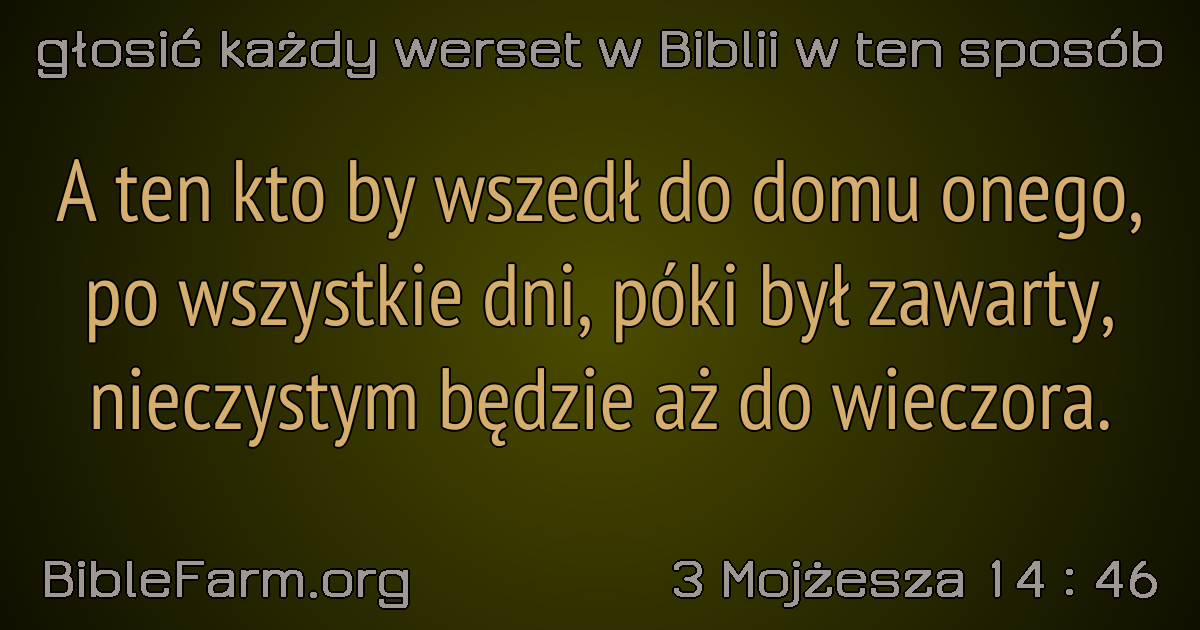 głosić każdy werset w Biblii w ten sposób
A ten kto by wszedł do domu onego,
po wszystkie dni, póki był zawarty,
nieczystym będzie aż do wieczora.
BibleFarm.org
3 Mojżesza 14 : 46